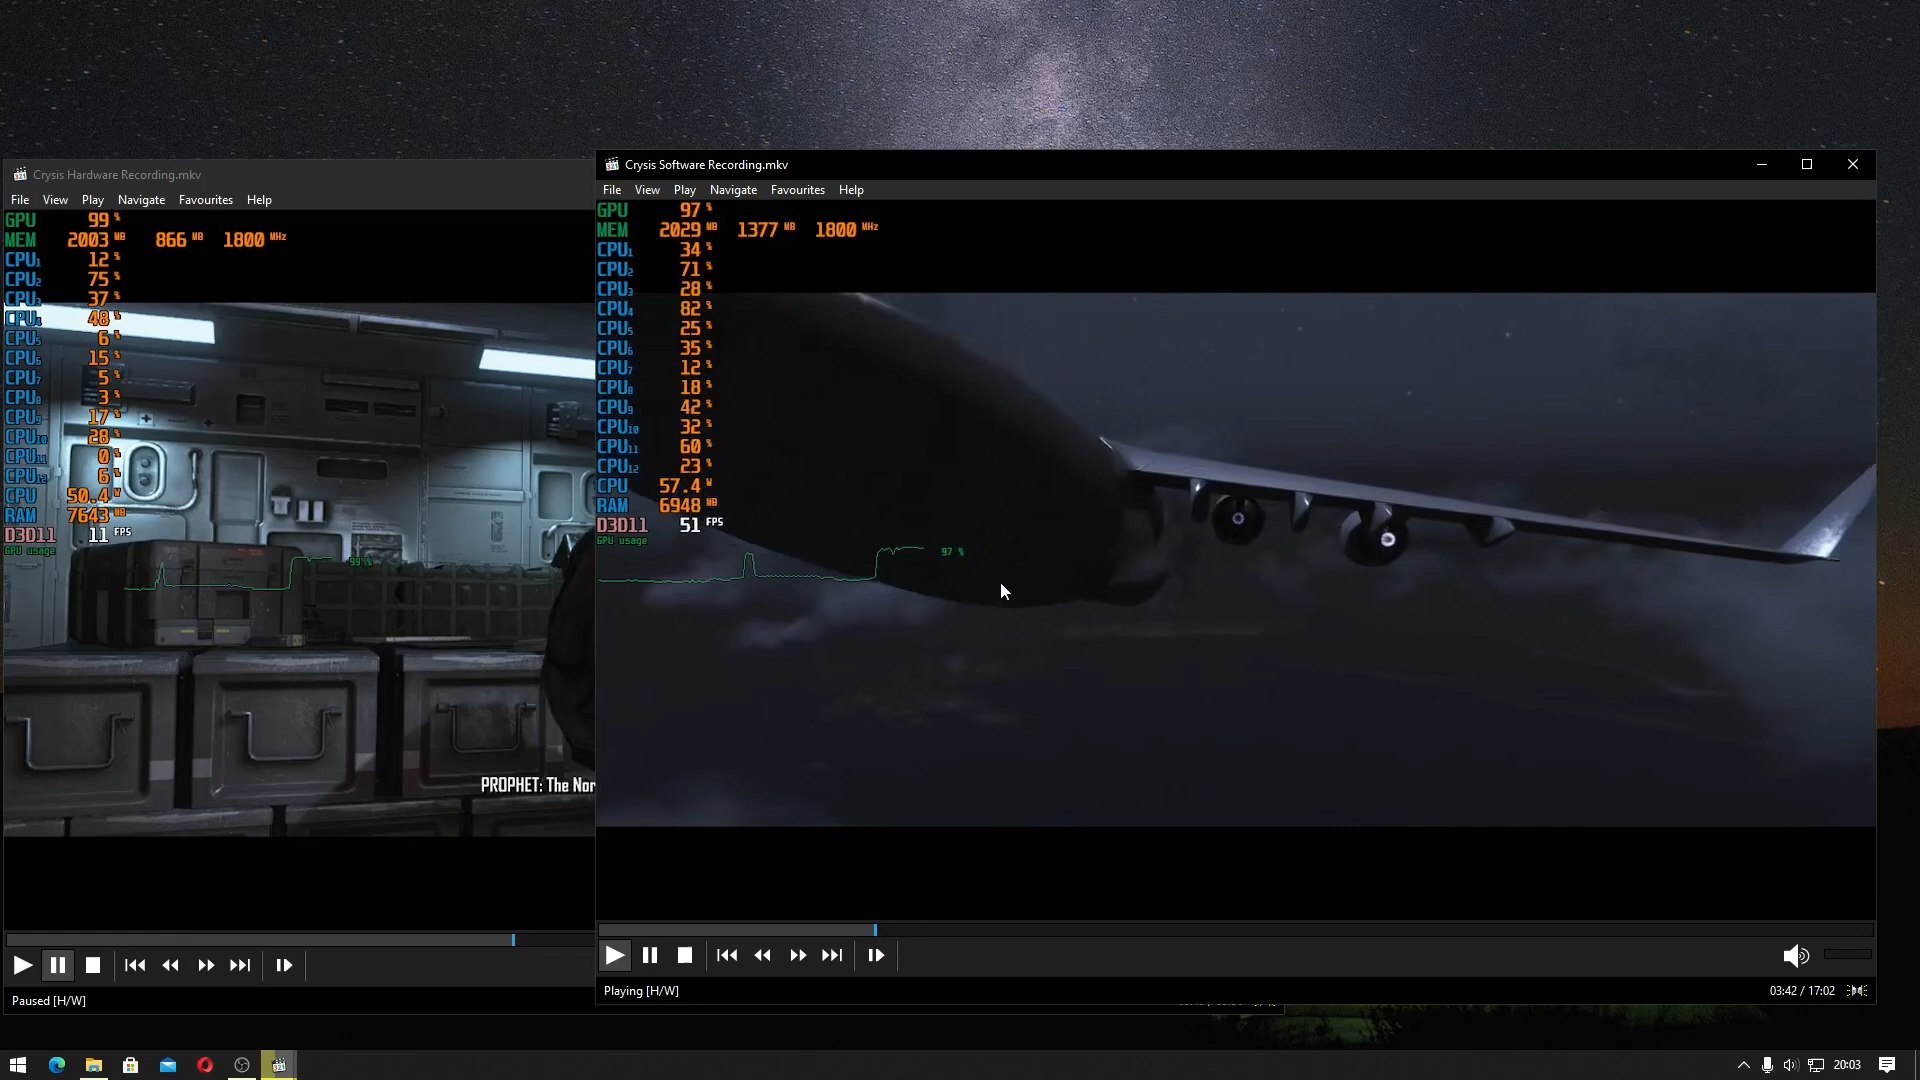 Crysis Hardware Recording.mkv
File View Play Navigate Favourites Help
GPU 99 %
MEM 2003 MB 866 MB 1800 MHz
CPU1 12 %
CPU2 75 %
CPU3 37 %
CPU4 48 %
CPU5 6 %
CPU6 15 %
CPU7 5 %
CPU8 3 %
CPU9 17 %
CPU10 28 %
CPU11 0 %
CPU12 6 %
CPU 50.4 W
RAM 7643 MB
D3D11 11 FPS
GPU usage
99 %
PROPHET: The Nor
Paused [H/W]
Crysis Software Recording.mkv
File View Play Navigate Favourites Help
GPU 97 %
MEM 2029 MB 1377 MB 1800 MHz
CPU1 34 %
CPU2 71 %
CPU3 28 %
CPU4 82 %
CPU5 25 %
CPU6 35 %
CPU7 12 %
CPU8 18 %
CPU9 42 %
CPU10 32 %
CPU11 60 %
CPU12 23 %
CPU 57.4 W
RAM 6948 MB
D3D11 51 FPS
GPU usage
97 %
Playing [H/W]
03:42 / 17:02
20:03